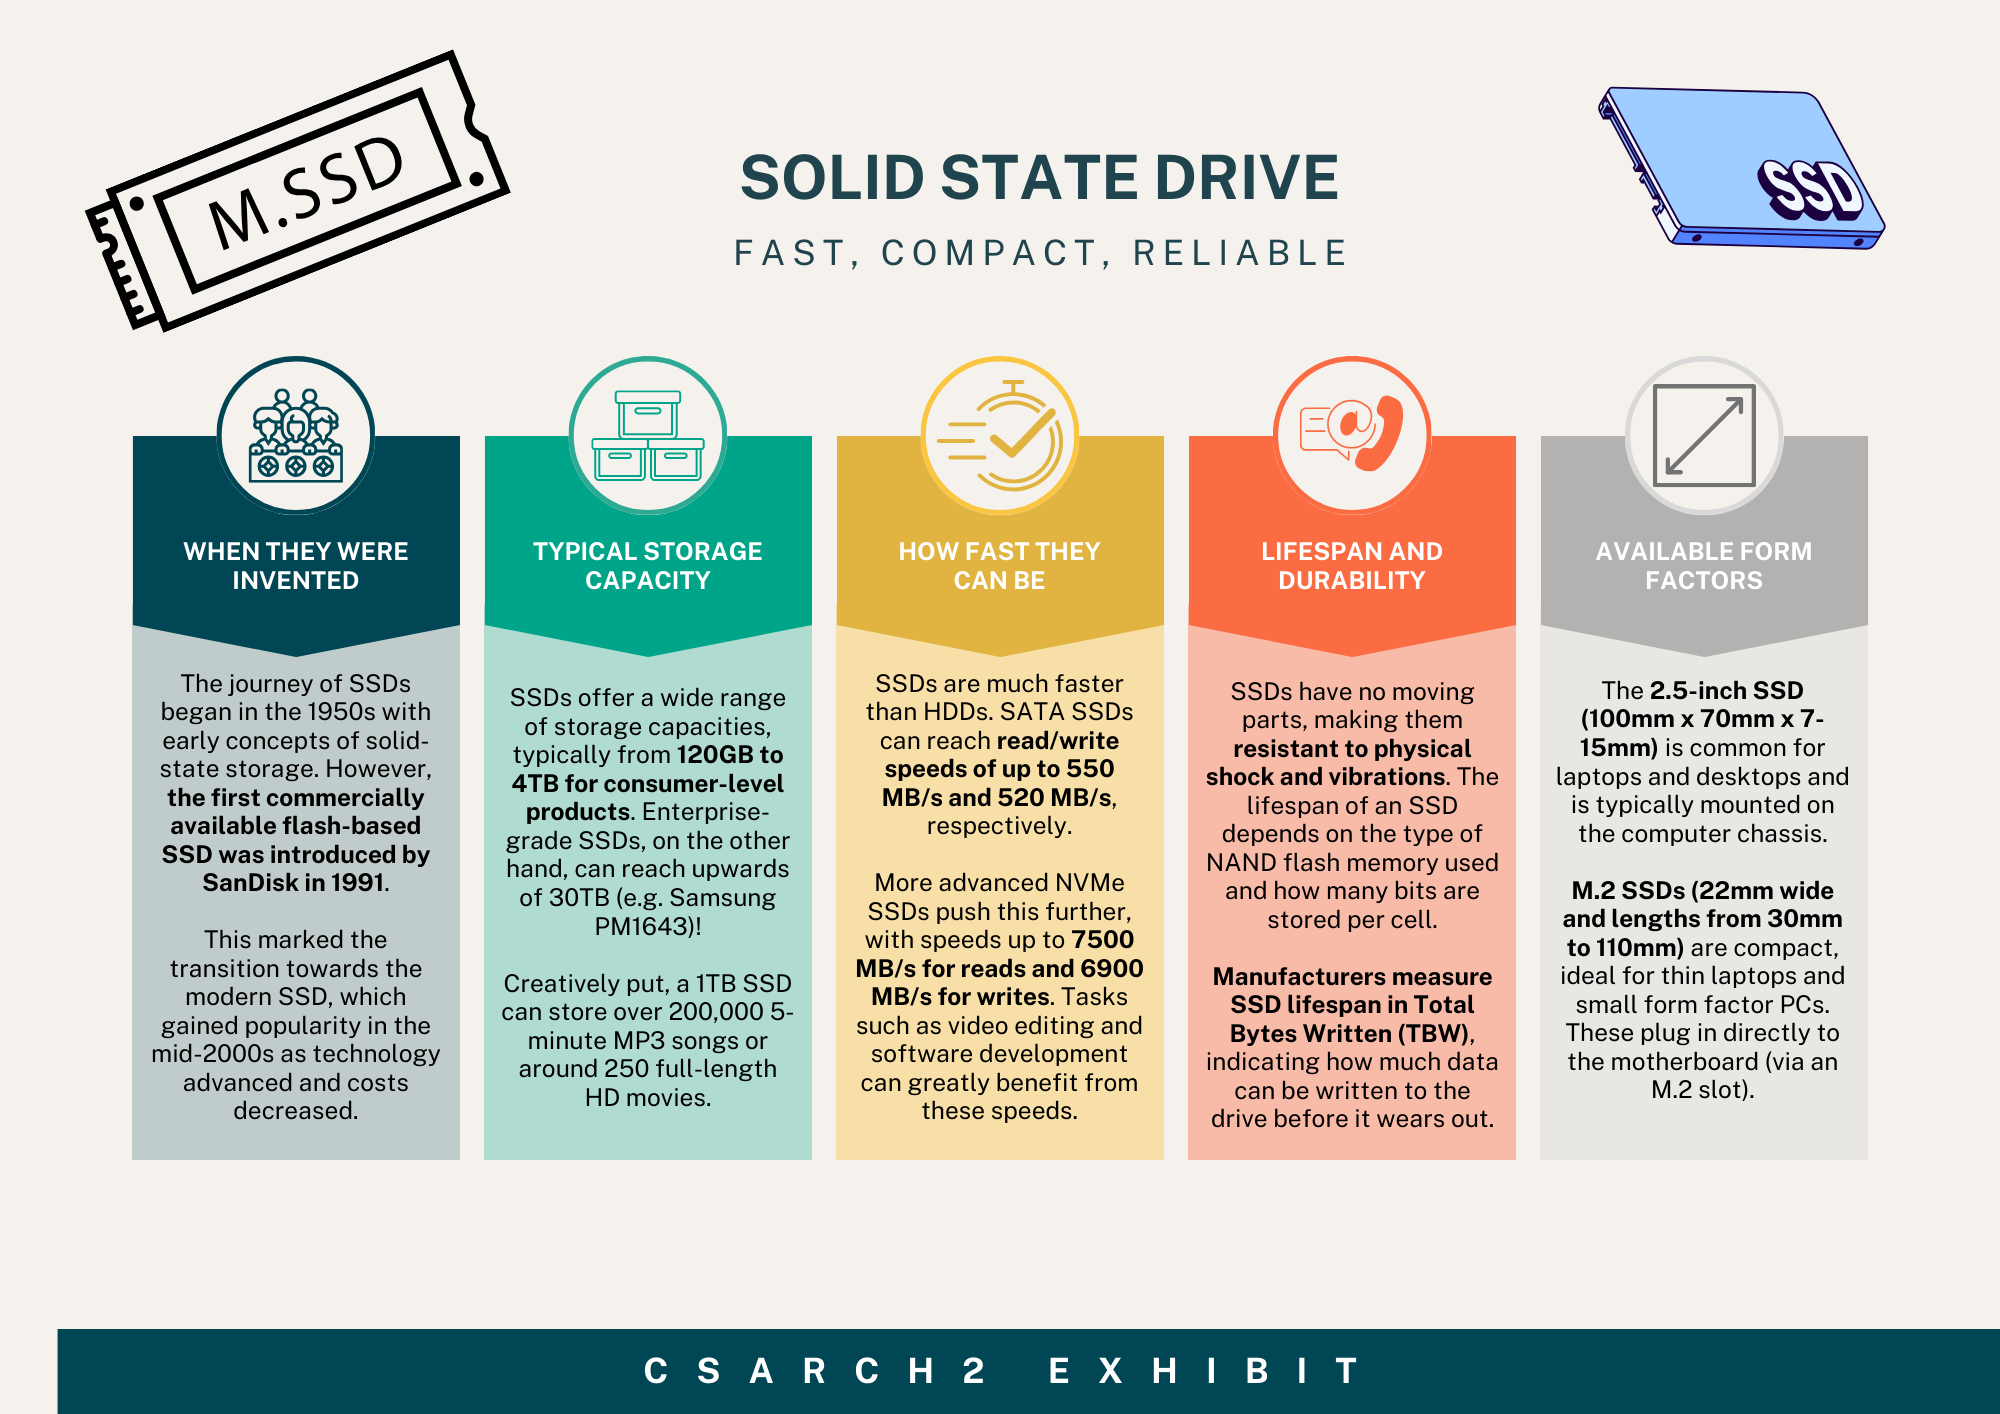 M.SSD
SOLID STATE DRIVE
FAST, COMPACT, RELIABLE
SSD
WHEN THEY WERE
INVENTED
The journey of SSDs
began in the 1950s with
early concepts of solid-
state storage. However,
the first commercially
available flash-based
SSD was introduced by
SanDisk in 1991.
This marked the
transition towards the
modern SSD, which
gained popularity in the
mid-2000s as technology
advanced and costs
decreased.
TYPICAL STORAGE
CAPACITY
SSDs offer a wide range
of storage capacities,
typically from 120GB to
4TB for consumer-level
products. Enterprise-
grade SSDs, on the other
hand, can reach upwards
of 30TB (e.g. Samsung
PM1643)!
Creatively put, a 1TB SSD
can store over 200,000 5-
minute MP3 songs or
around 250 full-length
HD movies.
HOW FAST THEY
CAN BE
SSDs are much faster
than HDDs. SATA SSDs
can reach read/write
speeds of up to 550
MB/s and 520 MB/s,
respectively.
More advanced NVMe
SSDs push this further,
with speeds up to 7500
MB/s for reads and 6900
MB/s for writes. Tasks
such as video editing and
software development
can greatly benefit from
these speeds.
LIFESPAN AND
DURABILITY
SSDs have no moving
parts, making them
resistant to physical
shock and vibrations. The
lifespan of an SSD
depends on the type of
NAND flash memory used
and how many bits are
stored per cell.
Manufacturers measure
SSD lifespan in Total
Bytes Written (TBW),
indicating how much data
can be written to the
drive before it wears out.
AVAILABLE FORM
FACTORS
The 2.5-inch SSD
(100mm x 70mm x 7-
15mm) is common for
laptops and desktops and
is typically mounted on
the computer chassis.
M.2 SSDs (22mm wide
and lengths from 30mm
to 110mm) are compact,
ideal for thin laptops and
small form factor PCs.
These plug in directly to
the motherboard (via an
M.2 slot).
CSARCH2 EXHIBIT